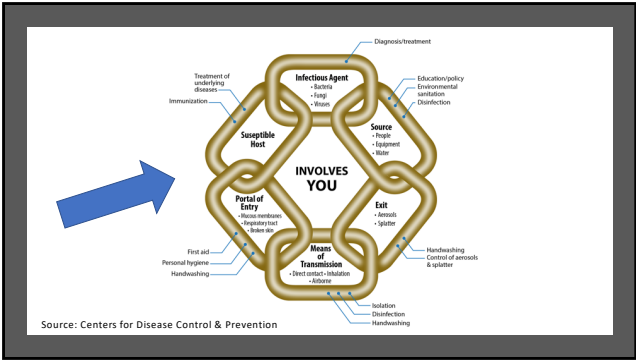 Diagnosis/treatment
Infectious Agent
• Bacteria
• Fungi
• Viruses
Treatment of
underlying
diseases
Immunization
Education/policy
Environmental
sanitation
Disinfection
Suseptible
Host
Source
• People
• Equipment
• Water
INVOLVES
YOU
Portal of
Entry
• Mucous membranes
• Respiratory tract
• Broken skin
Exit
• Aerosols
• Splatter
First aid
Personal hygiene
Handwashing
Means
of
Transmission
• Direct contact • Inhalation
• Airborne
Handwashing
Control of aerosols
& splatter
Isolation
Disinfection
Handwashing
Source: Centers for Disease Control & Prevention